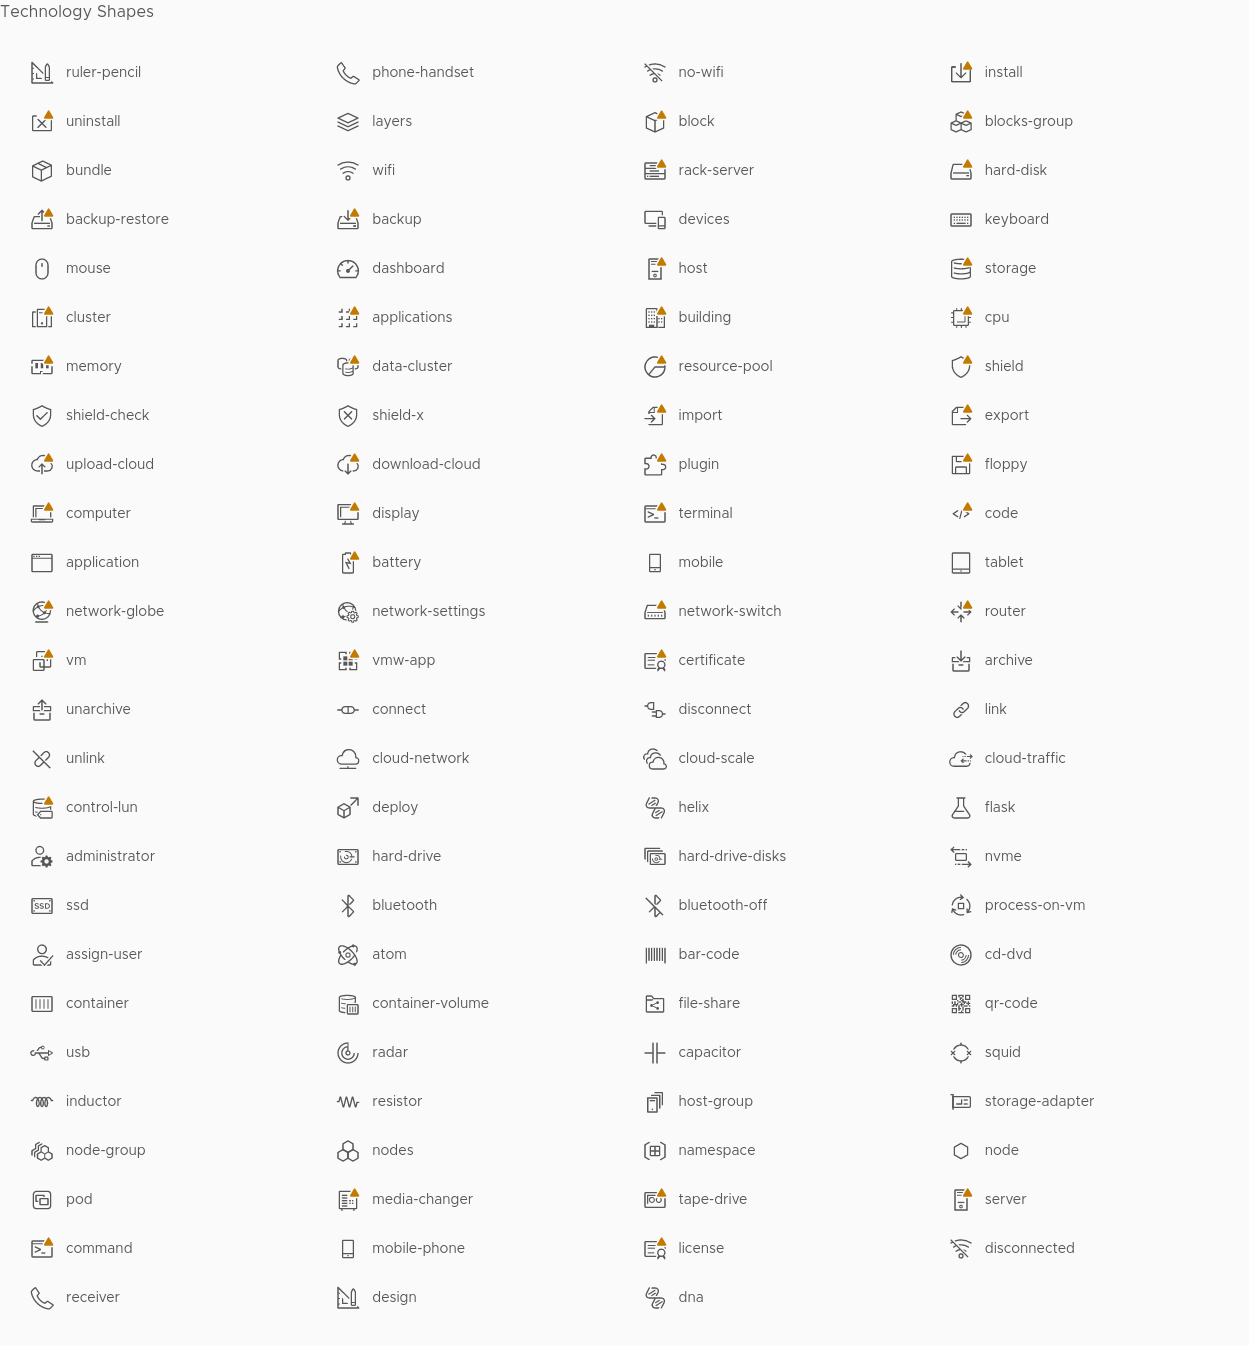 Technology Shapes
ruler-pencil phone-handset no-wifi install
uninstall layers block blocks-group
bundle wifi rack-server hard-disk
backup-restore backup devices keyboard
mouse dashboard host storage
cluster applications building cpu
memory data-cluster resource-pool shield
shield-check shield-x import export
upload-cloud download-cloud plugin floppy
computer display terminal code
application battery mobile tablet
network-globe network-settings network-switch router
vm vmw-app certificate archive
unarchive connect disconnect link
unlink cloud-network cloud-scale cloud-traffic
control-lun deploy helix flask
administrator hard-drive hard-drive-disks nvme
SSD ssd bluetooth bluetooth-off process-on-vm
assign-user atom bar-code cd-dvd
container container-volume file-share qr-code
usb radar capacitor squid
inductor resistor host-group storage-adapter
node-group nodes namespace node
pod media-changer tape-drive server
command mobile-phone license disconnected
receiver design dna